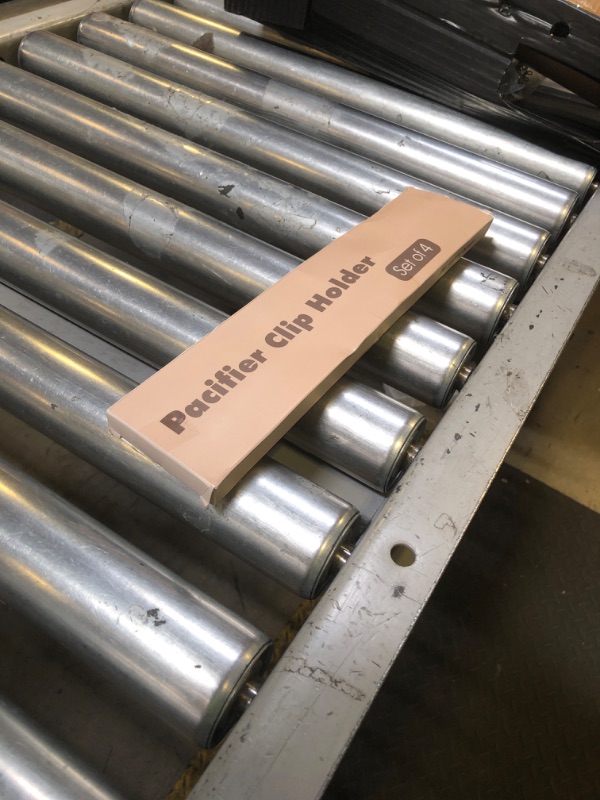 Pacifier Clip Holder
Set of 4